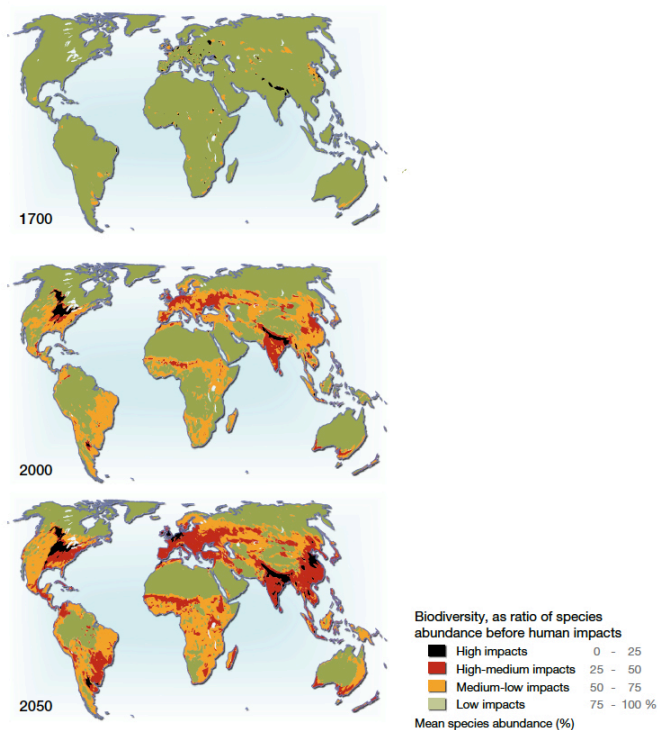 1700
2000
2050
Biodiversity, as ratio of species
abundance before human impacts
High impacts 0 - 25
High-medium impacts 25 - 50
Medium-low impacts 50 - 75
Low impacts 75 - 100 %
Mean species abundance (%)